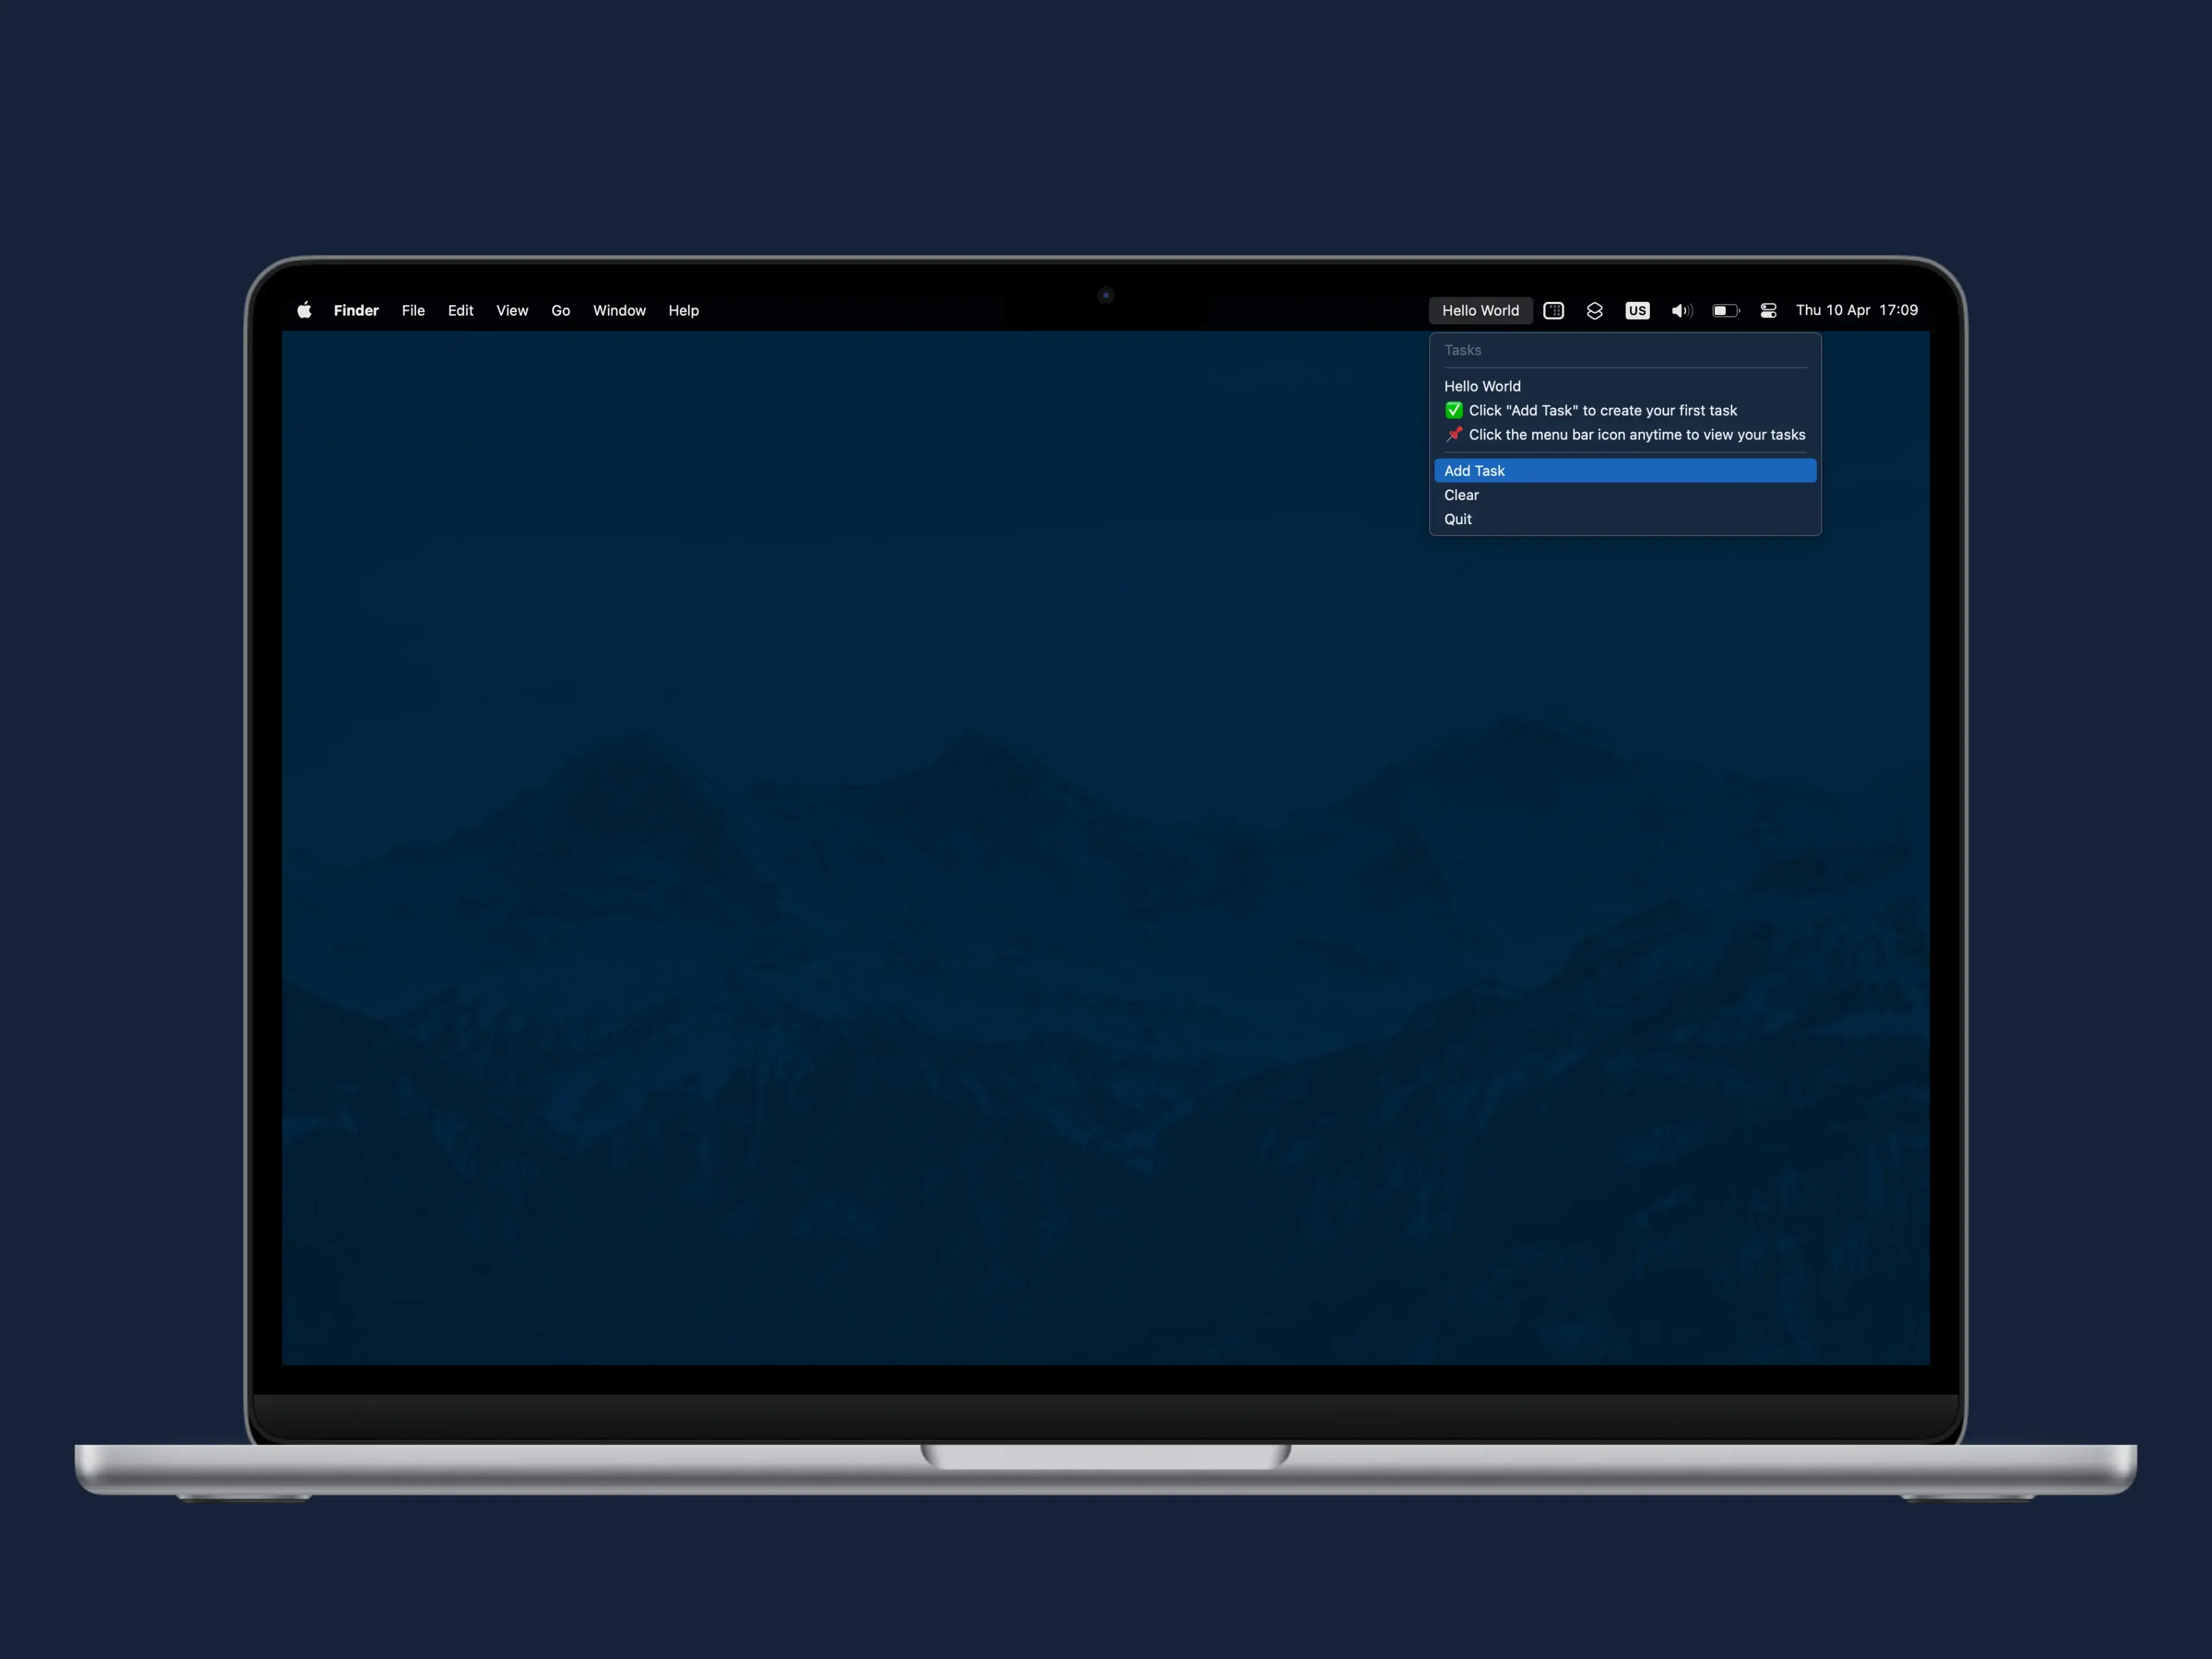 Finder File Edit View Go Window Help Hello World US Thu 10 Apr 17:09
Tasks
Hello World
✅ Click "Add Task" to create your first task
📌 Click the menu bar icon anytime to view your tasks
Add Task
Clear
Quit